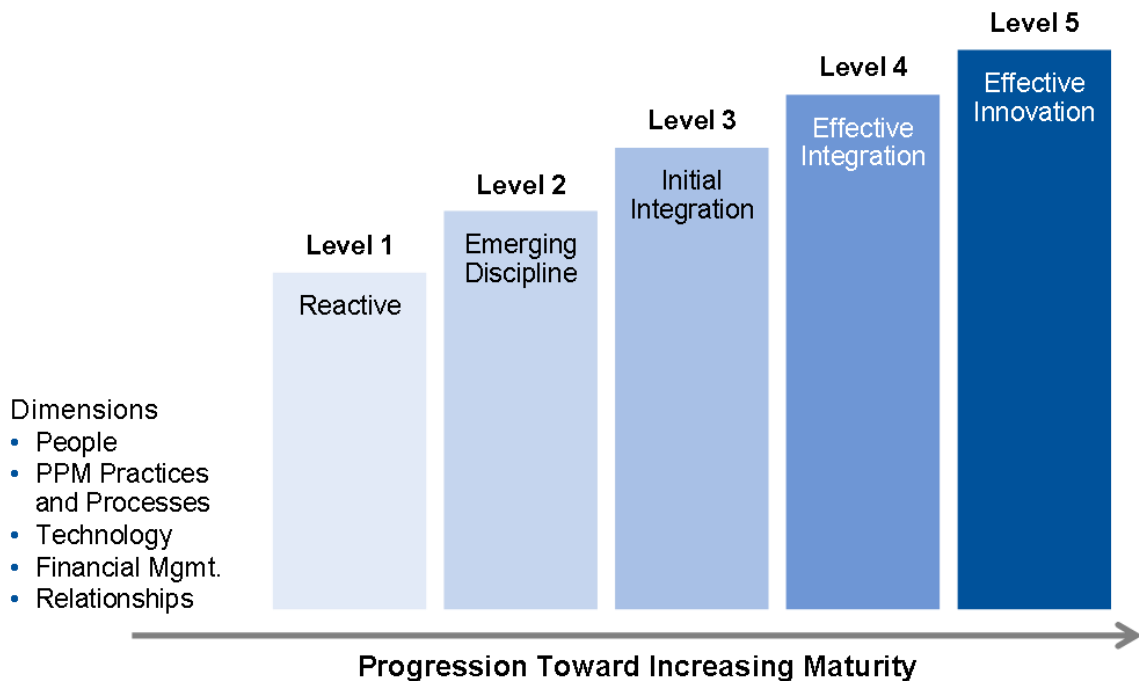 Level 5
Effective
Innovation
Level 4
Effective
Integration
Level 3
Initial
Integration
Level 2
Emerging
Discipline
Level 1
Reactive
Dimensions
• People
• PPM Practices
and Processes
• Technology
• Financial Mgmt.
• Relationships
Progression Toward Increasing Maturity